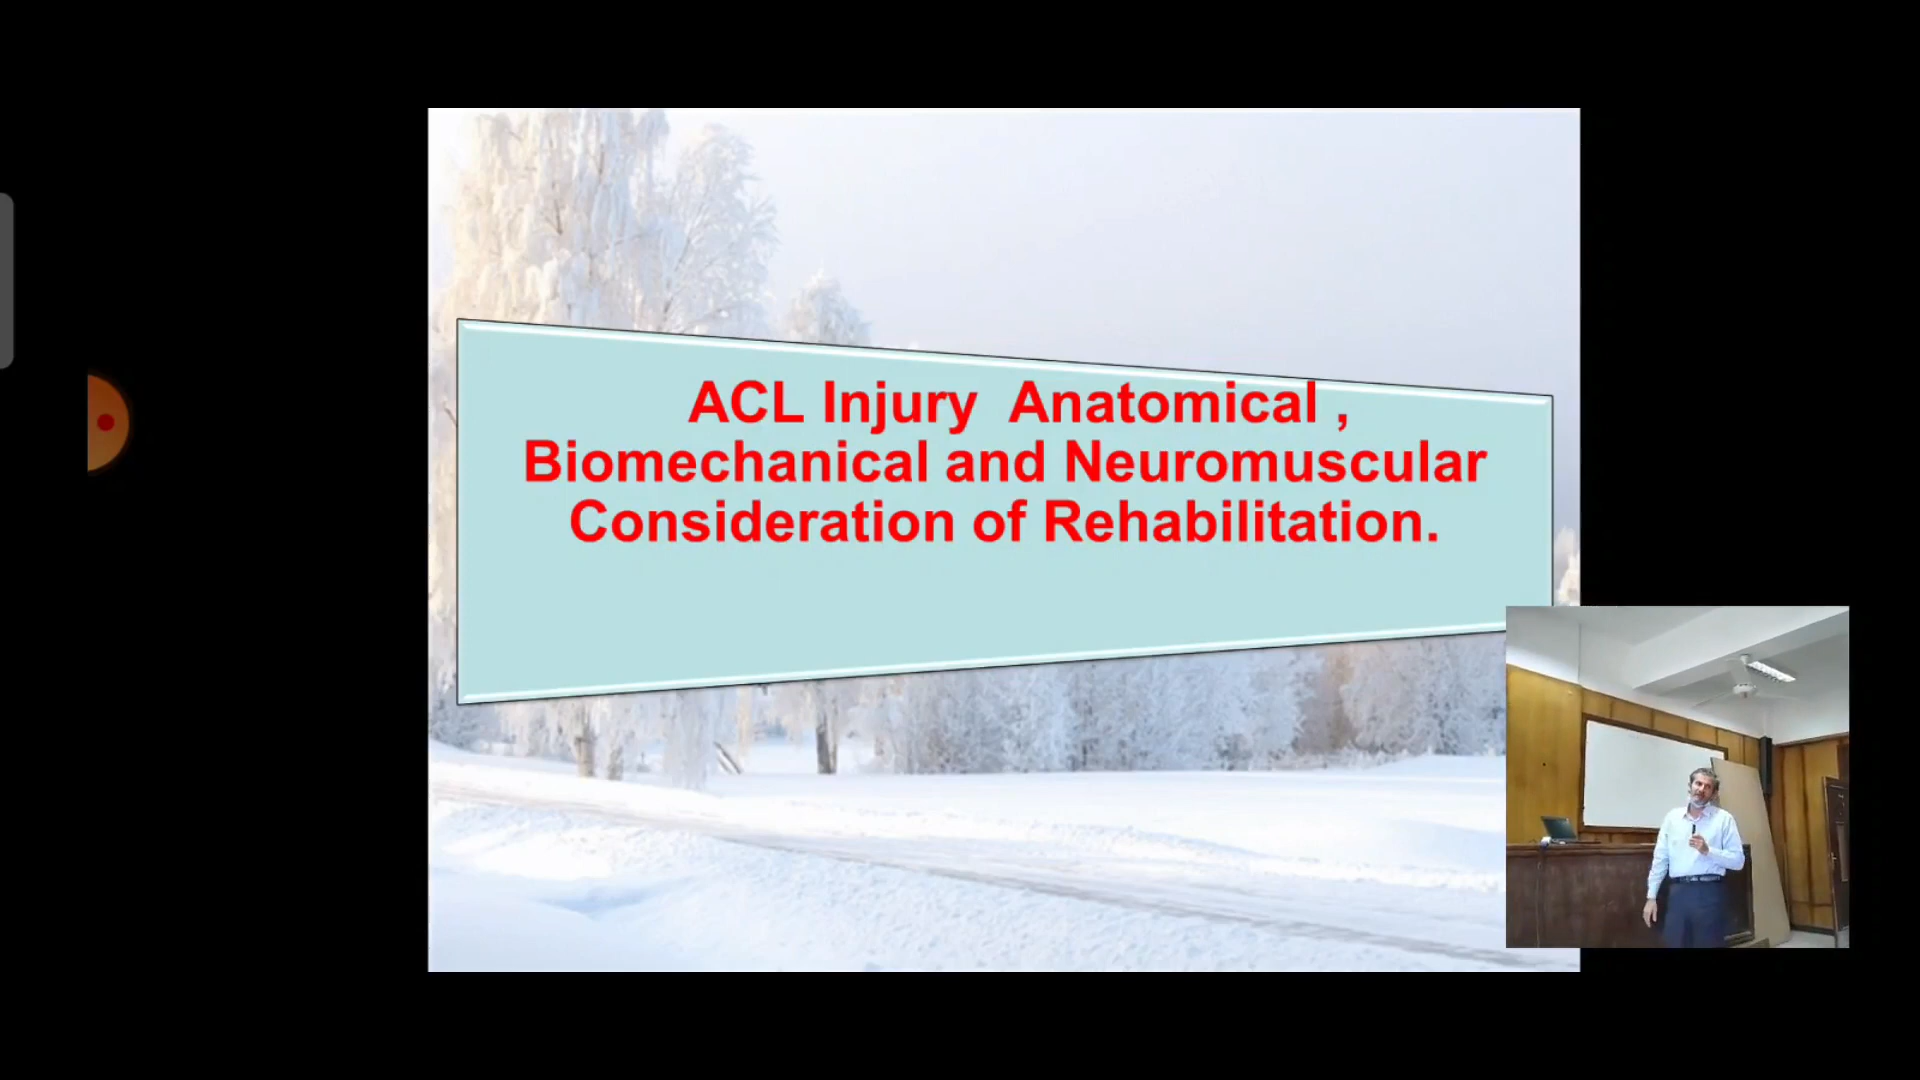 ACL Injury  Anatomical ,
Biomechanical and Neuromuscular
Consideration of Rehabilitation.